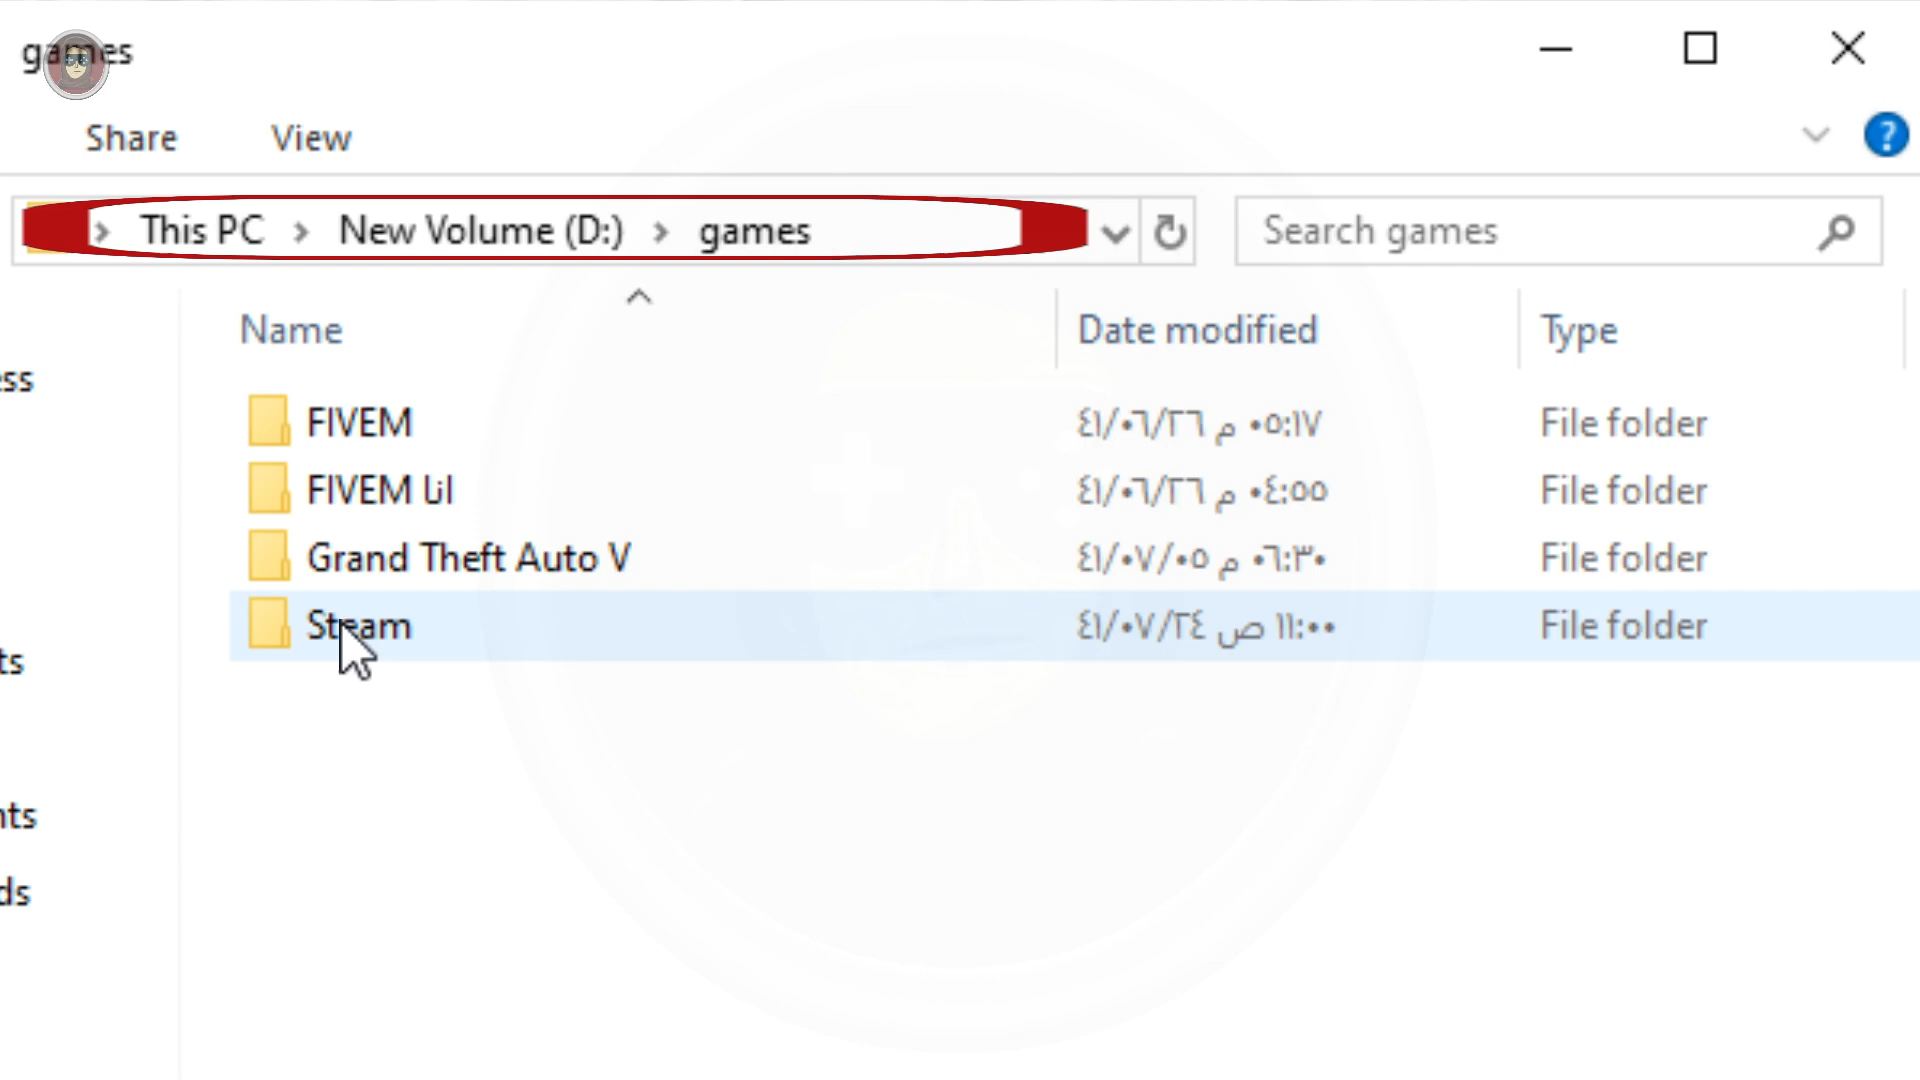 games
Share View
This PC > New Volume (D:) > games
Search games
Name Date modified Type
FIVEM ٤١/٠٦/٢٦ م ٠٥:١٧ File folder
FIVEM انا ٤١/٠٦/٢٦ م ٠٤:٥٥ File folder
Grand Theft Auto V ٤١/٠٧/٠٥ م ٠٦:٣٠ File folder
Steam ٤١/٠٧/٢٤ ص ١١:٠٠ File folder